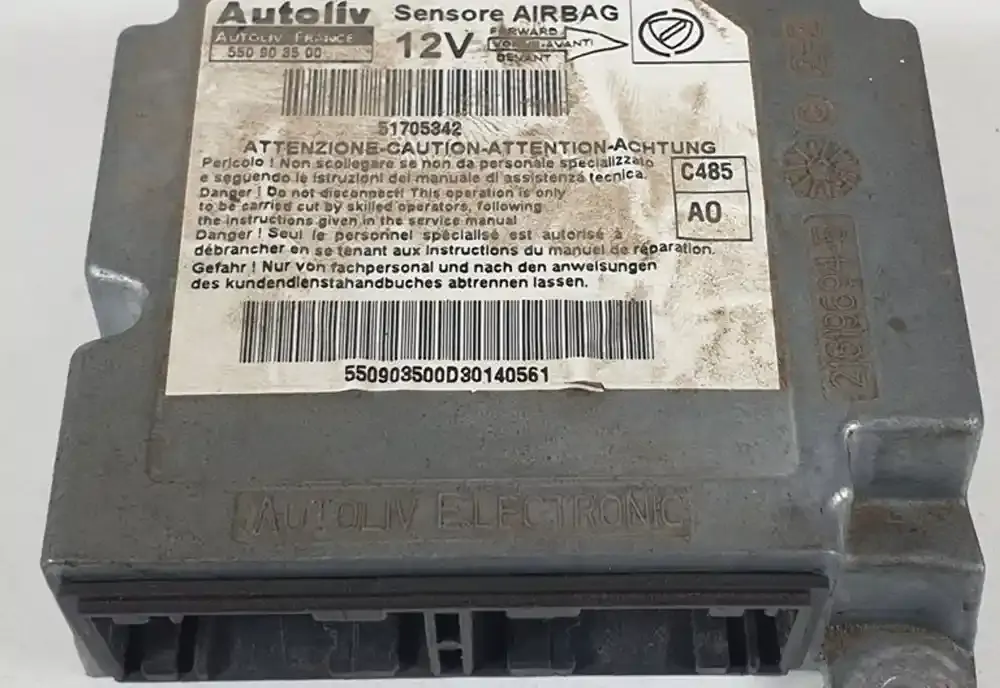 Autoliv
Sensore AIRBAG
AUTOLIV FRANCE
550 90 35 00
12V
FORWARD
DEVANT
51705342
ATTENZIONE-CAUTION-ATTENTION-ACHTUNG
Pericolo ! Non scollegare se non da personale specializzato
e seguendo le istruzioni del manuale di assistenza tecnica.
Danger ! Do not disconnect! This operation is only
to be carried out by skilled operators, following
the instructions given in the service manual
Danger ! Seul le personnel spécialisé est autorisé à
débrancher en se tenant aux instructions du manuel de réparation.
Gefahr ! Nur von fachpersonal und nach den anweisungen
des kundendienstahandbuches abtrennen lassen.
C485
A0
550903500D30140561
AUTOLIV ELECTRONIC